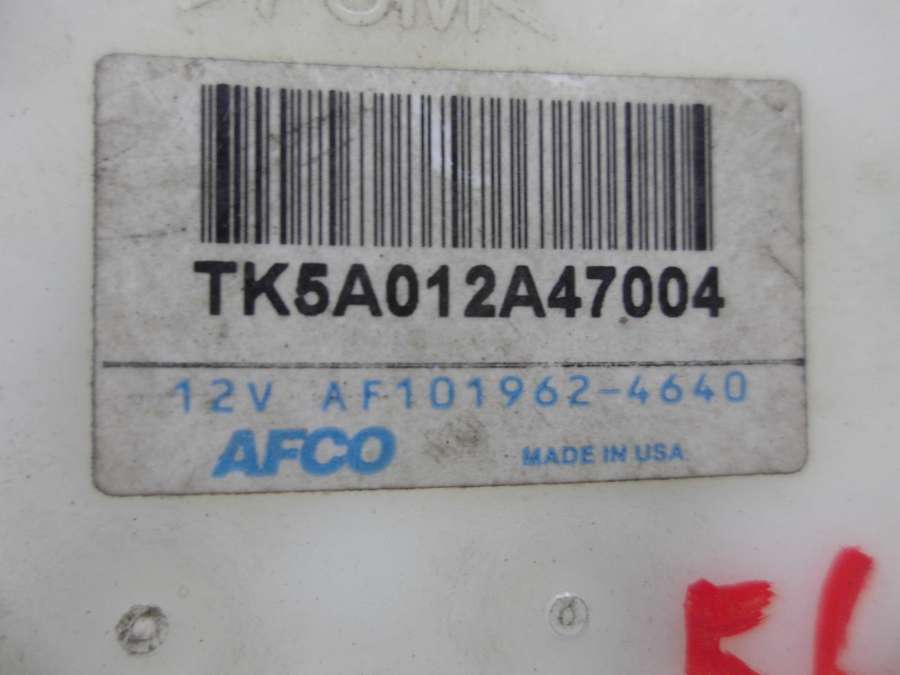 TK5A012A47004
12V AF101962-4640
AFCO
MADE IN USA